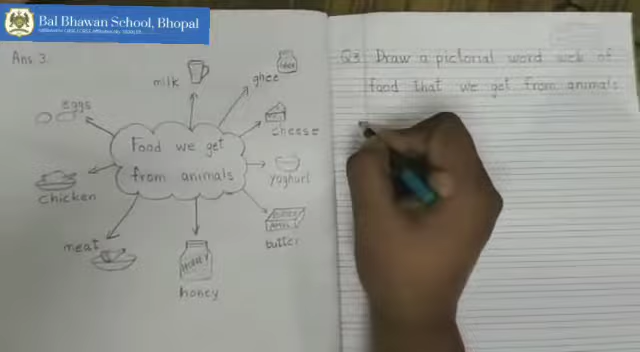 Bal Bhawan School, Bhopal
Ans 3.
milk
ghee
eggs
cheese
Food we get
from animals
yoghurt
chicken
butter
meat
HONEY
honey
Q3. Draw a pictorial word web of
food that we get from animals